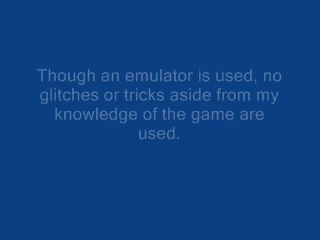 Though an emulator is used, no
glitches or tricks aside from my
knowledge of the game are
used.